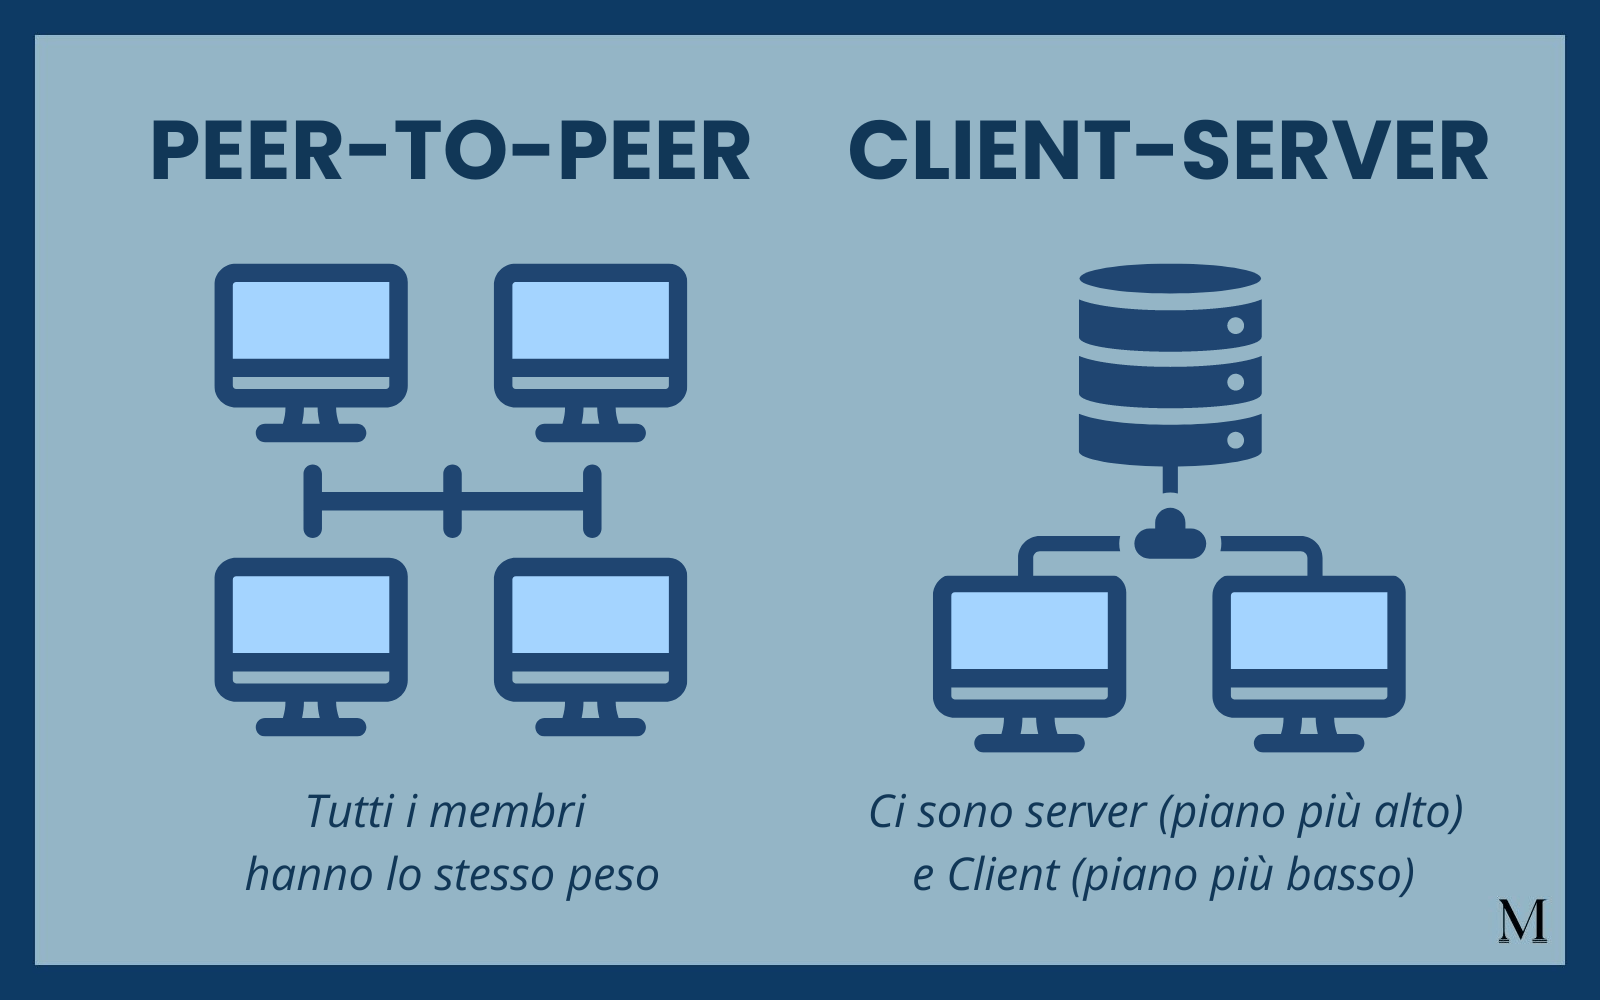 PEER-TO-PEER
CLIENT-SERVER
Tutti i membri
hanno lo stesso peso
Ci sono server (piano più alto)
e Client (piano più basso)
M